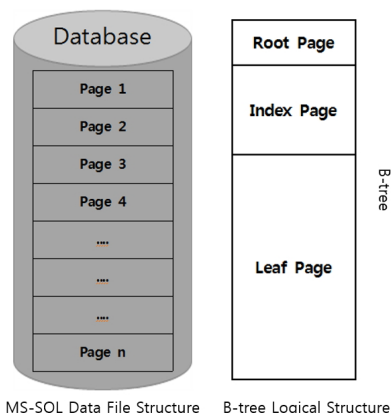 Database
Page 1
Page 2
Page 3
Page 4
....
....
....
Page n
MS-SOL Data File Structure
Root Page
Index Page
Leaf Page
B-tree
B-tree Logical Structure